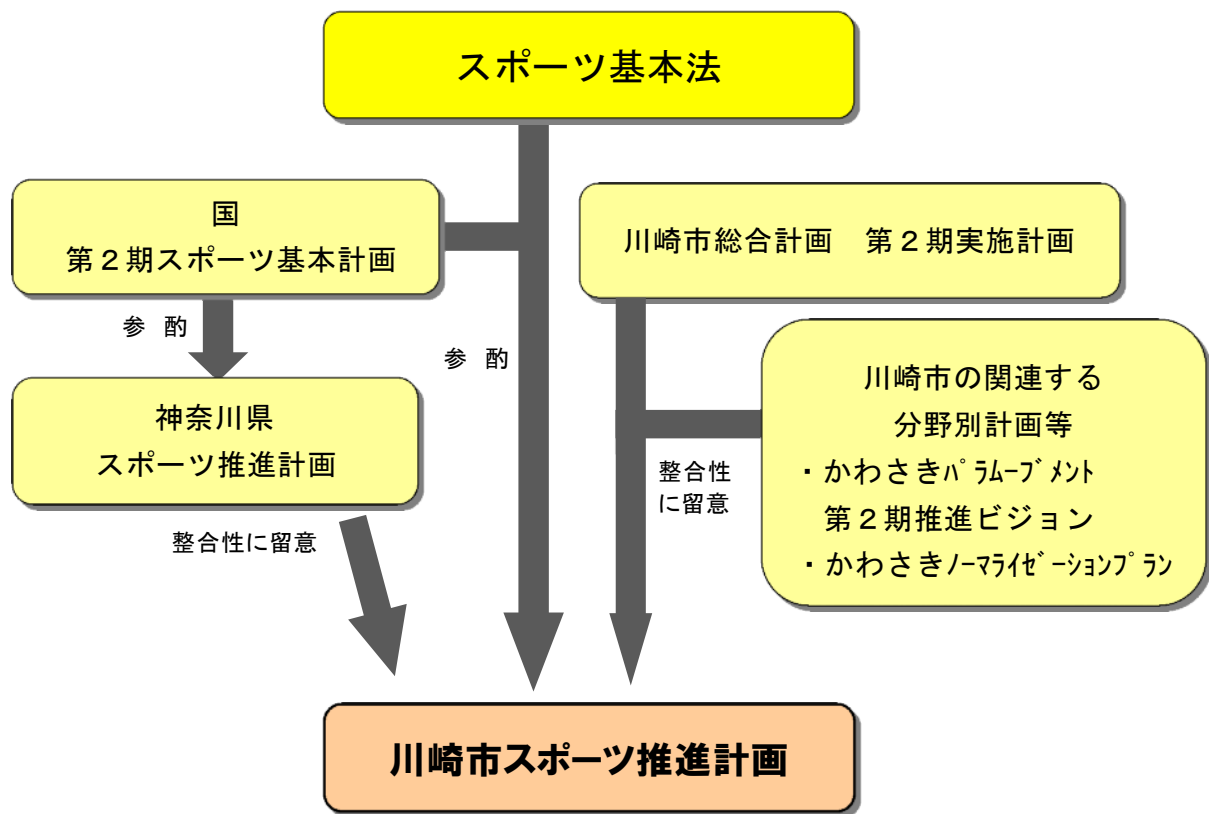 スポーツ基本法
国
第２期スポーツ基本計画
参 酌
神奈川県
スポーツ推進計画
整合性に留意
参 酌
川崎市総合計画　第２期実施計画
川崎市の関連する
分野別計画等
・かわさきﾊﾟﾗﾑｰﾌﾞﾒﾝﾄ
第２期推進ビジョン
・かわさきﾉｰﾏﾗｲｾﾞｰｼｮﾝﾌﾟﾗﾝ
整合性
に留意
川崎市スポーツ推進計画